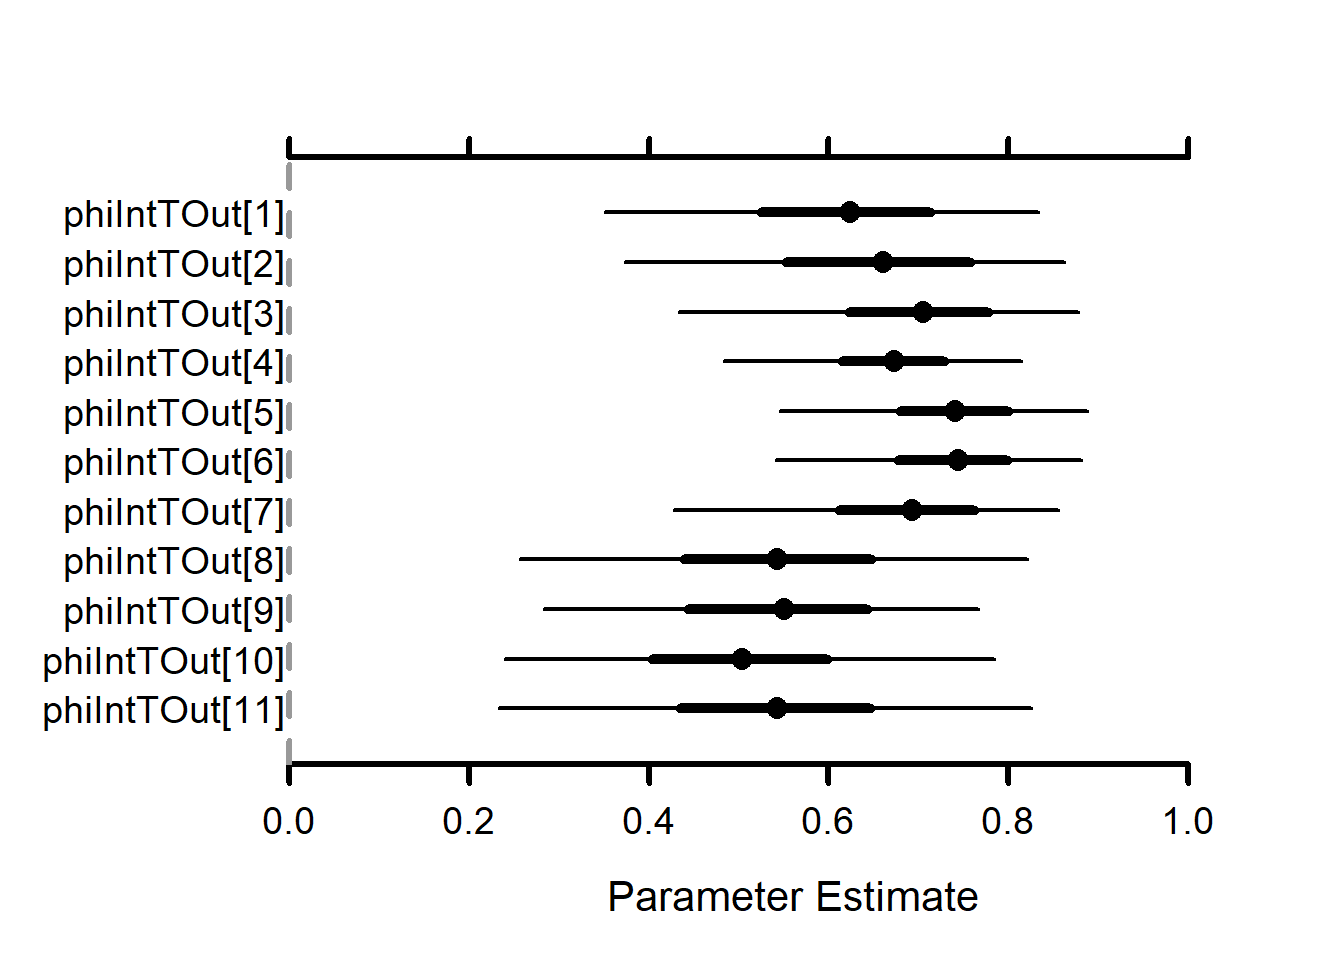 phiIntTOut[1]
phiIntTOut[2]
phiIntTOut[3]
phiIntTOut[4]
phiIntTOut[5]
phiIntTOut[6]
phiIntTOut[7]
phiIntTOut[8]
phiIntTOut[9]
phiIntTOut[10]
phiIntTOut[11]
0.0 0.2 0.4 0.6 0.8 1.0
Parameter Estimate